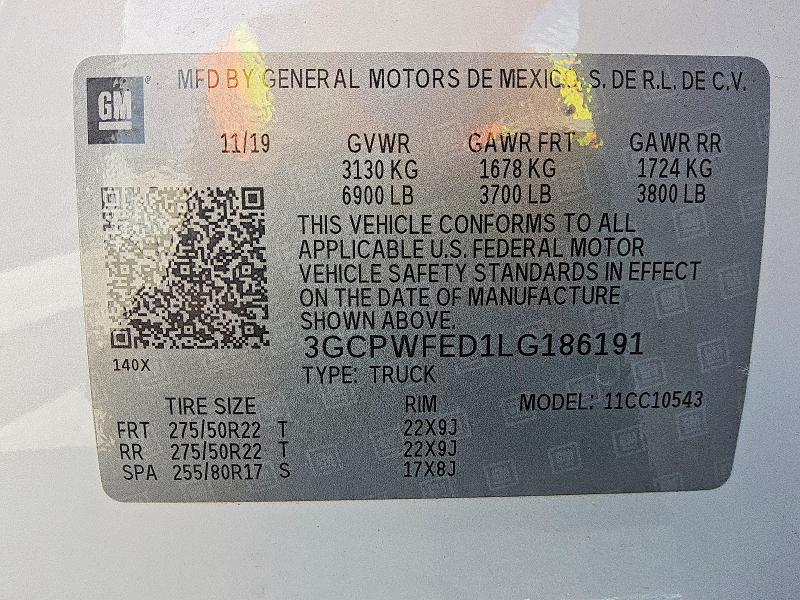 GM ® MFD BY GENERAL MOTORS DE MEXICO, S. DE R.L. DE C.V.
11/19 GVWR GAWR FRT GAWR RR
3130 KG 1678 KG 1724 KG
6900 LB 3700 LB 3800 LB
THIS VEHICLE CONFORMS TO ALL
APPLICABLE U.S. FEDERAL MOTOR
VEHICLE SAFETY STANDARDS IN EFFECT
ON THE DATE OF MANUFACTURE
SHOWN ABOVE.
3GCPWFED1LG186191
140X
TYPE: TRUCK
TIRE SIZE RIM MODEL: 11CC10543
FRT 275/50R22 T 22X9J
RR 275/50R22 T 22X9J
SPA 255/80R17 S 17X8J